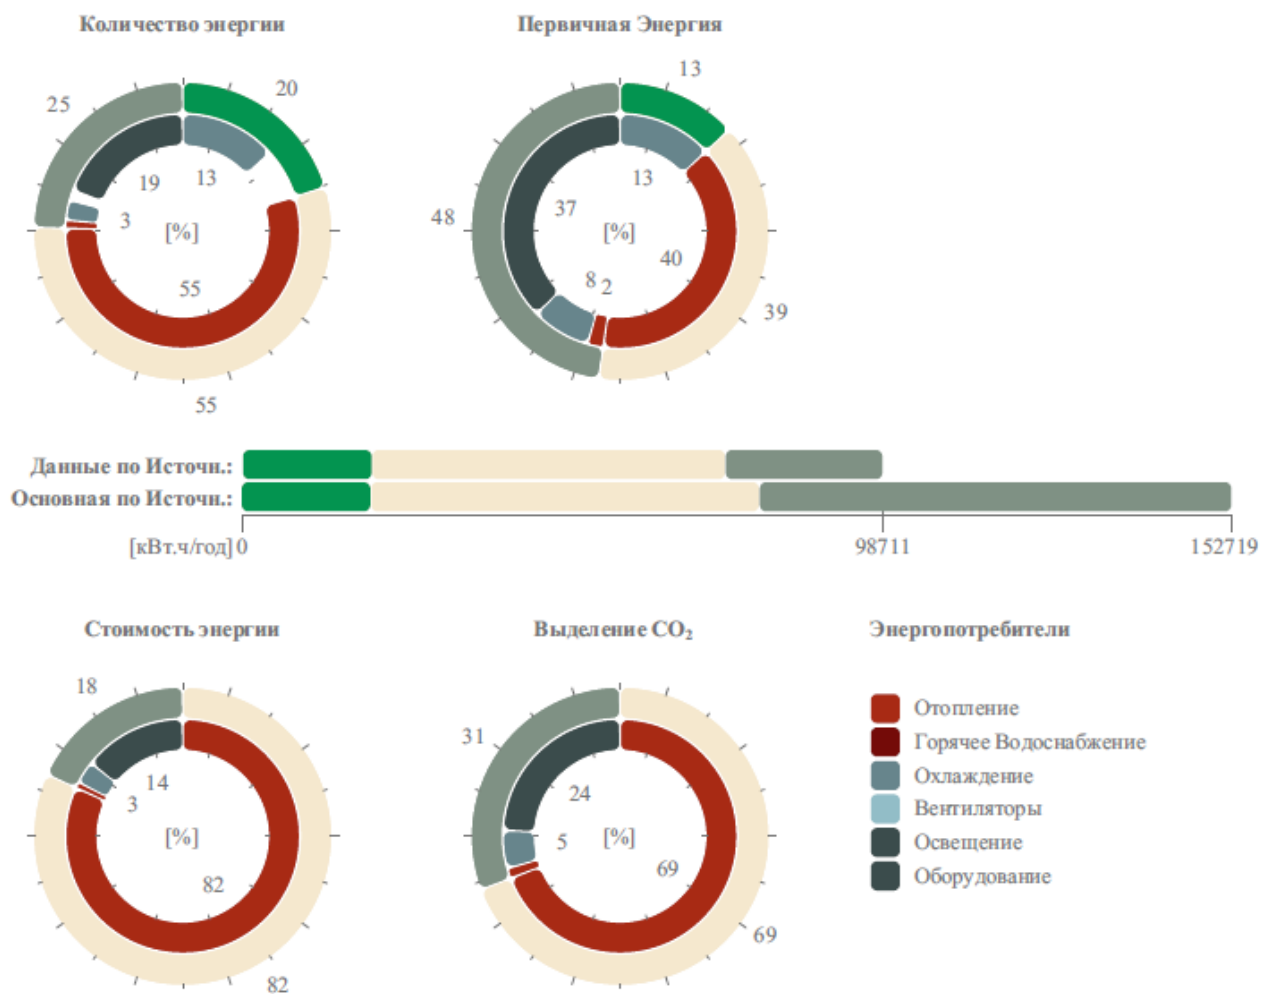 Количество энергии
Первичная Энергия
25
20
19
13
3
[%]
55
55
13
13
37
48
[%]
40
8
2
39
Данные по Источн.:
Основная по Источн.:
[кВт.ч/год] 0
98711
152719
Стоимость энергии
Выделение CO₂
Энергопотребители
18
14
3
[%]
82
82
31
24
5
[%]
69
69
Отопление
Горячее Водоснабжение
Охлаждение
Вентиляторы
Освещение
Оборудование